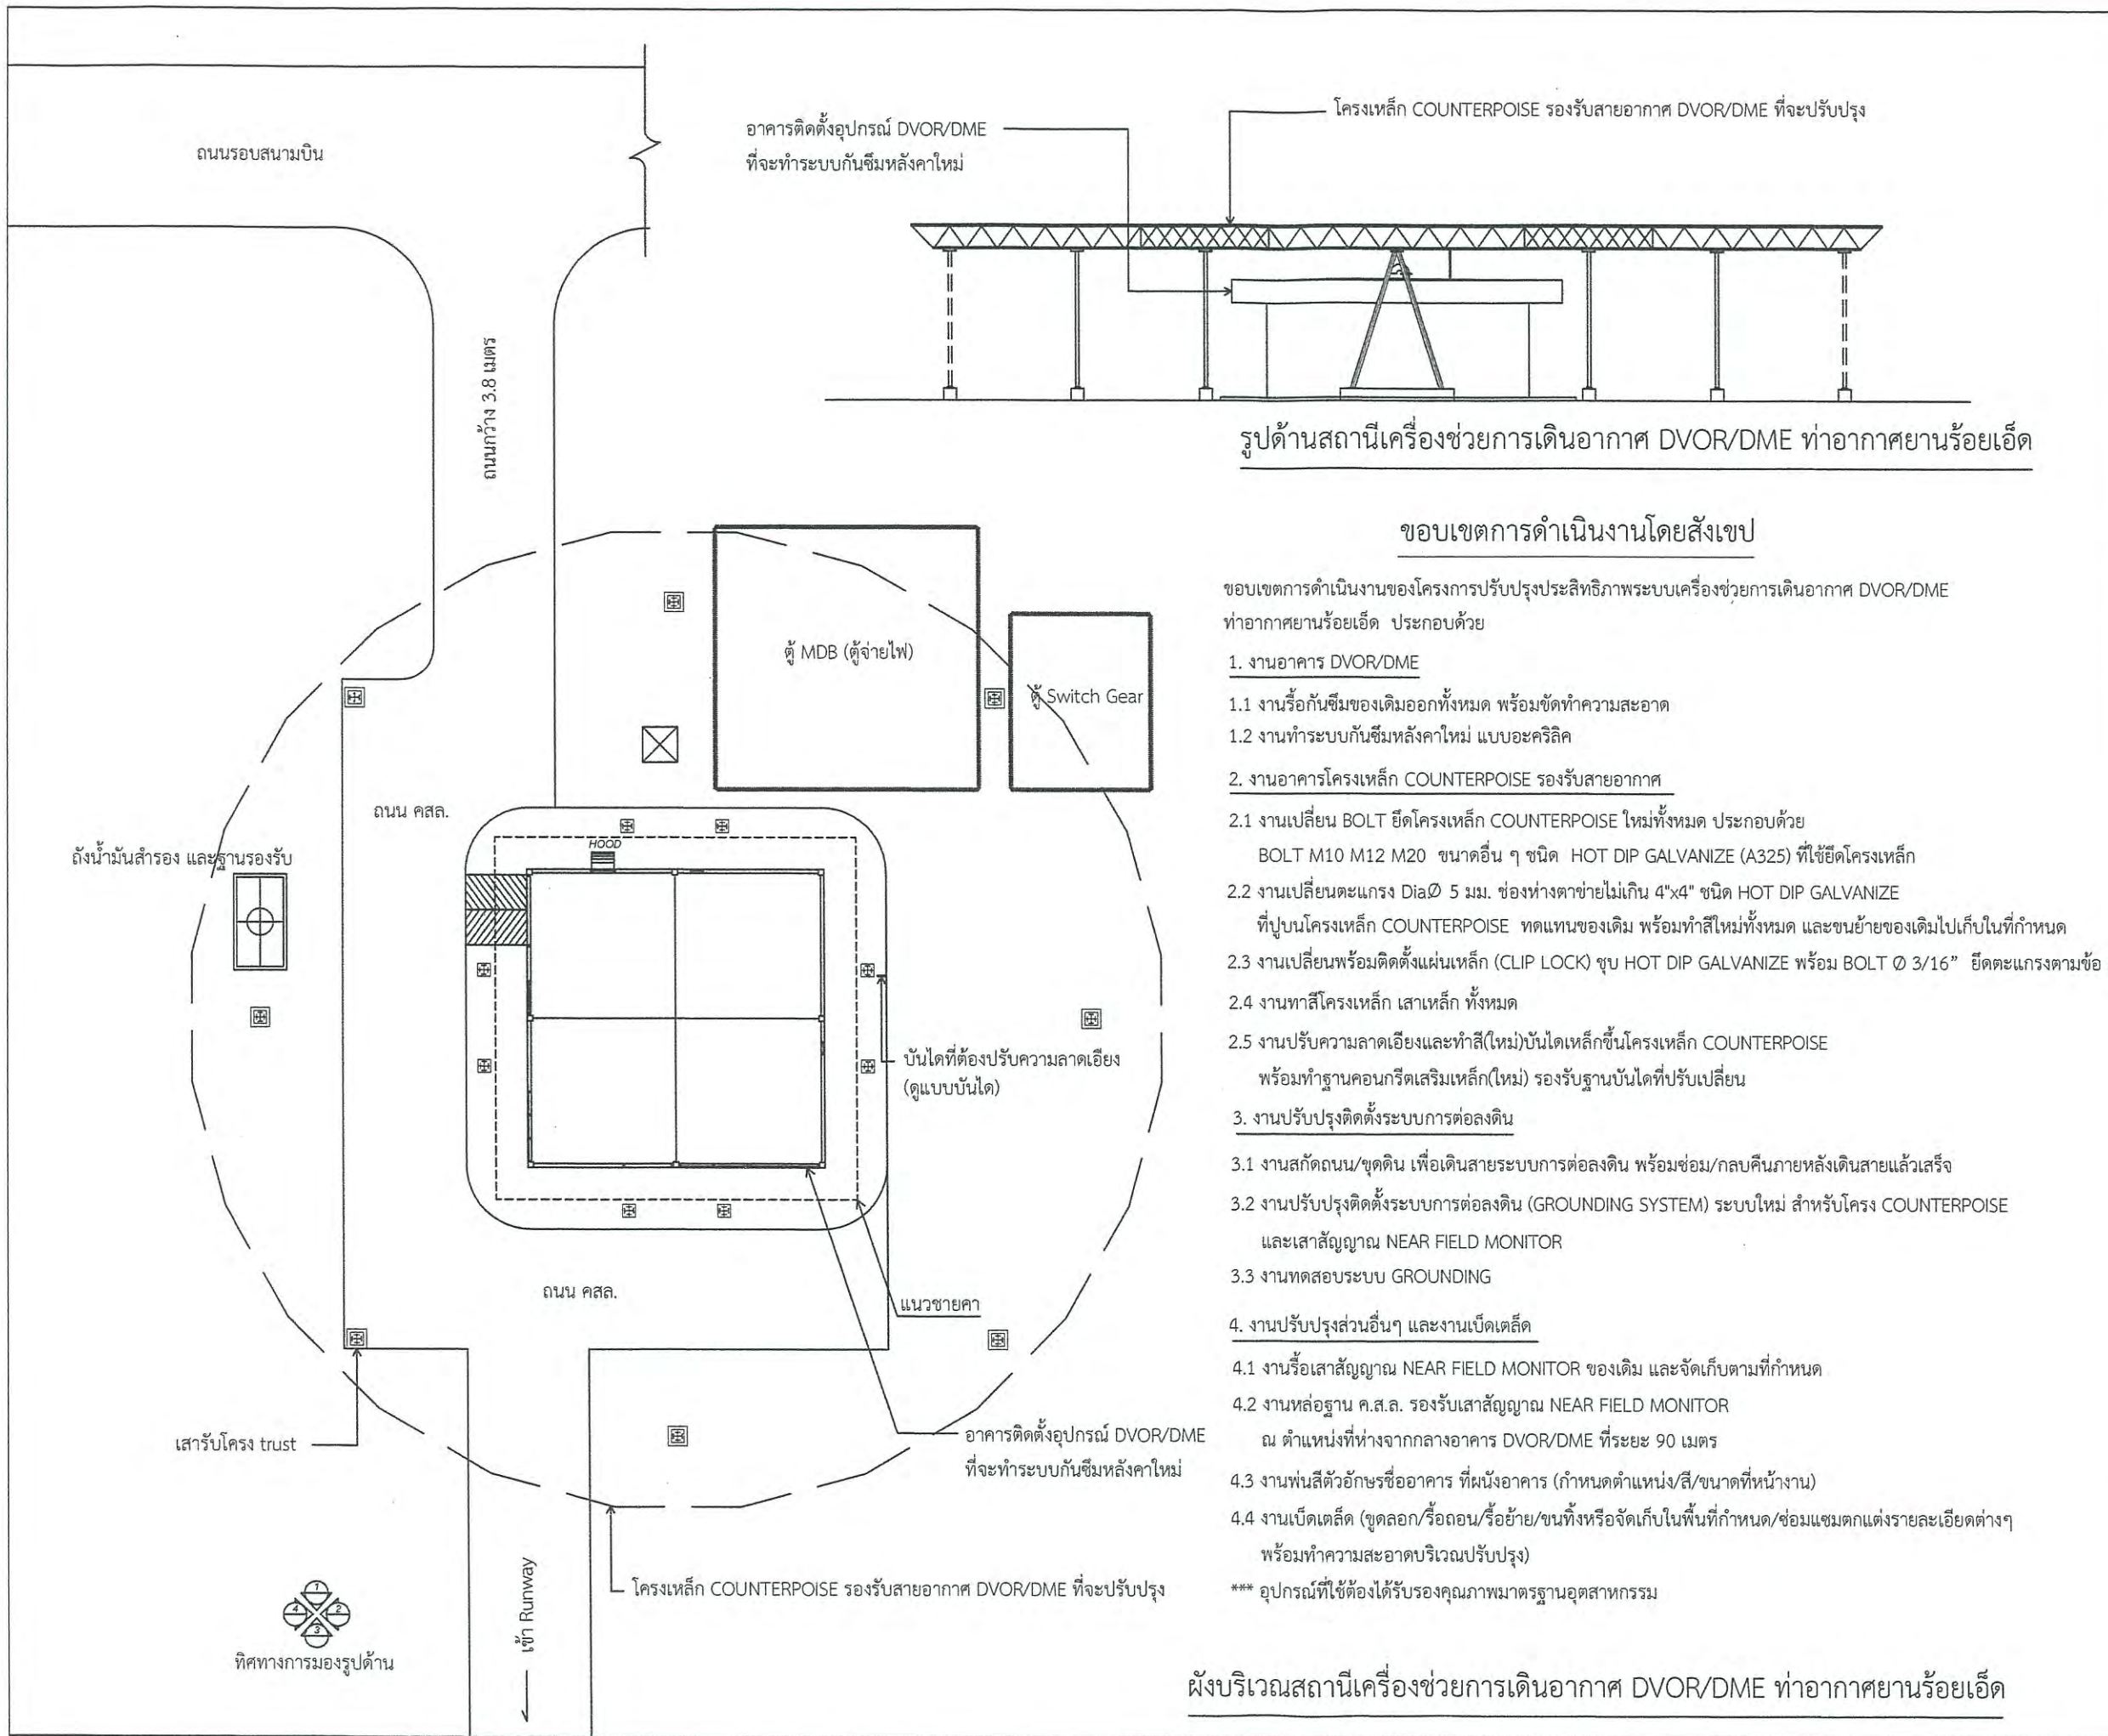 ถนนรอบสนามบิน
ถนนกว้าง 3.8 เมตร
อาคารติดตั้งอุปกรณ์ DVOR/DME
ที่จะทำระบบกันซึมหลังคาใหม่
โครงเหล็ก COUNTERPOISE รองรับสายอากาศ DVOR/DME ที่จะปรับปรุง
รูปด้านสถานีเครื่องช่วยการเดินอากาศ DVOR/DME ท่าอากาศยานร้อยเอ็ด
ตู้ MDB (ตู้จ่ายไฟ)
ตู้ Switch Gear
ถนน คสล.
ถังน้ำมันสำรอง และฐานรองรับ
HOOD
บันไดที่ต้องปรับความลาดเอียง
(ดูแบบบันได)
ถนน คสล.
แนวชายคา
เสารับโครง trust
อาคารติดตั้งอุปกรณ์ DVOR/DME
ที่จะทำระบบกันซึมหลังคาใหม่
โครงเหล็ก COUNTERPOISE รองรับสายอากาศ DVOR/DME ที่จะปรับปรุง
เข้า Runway
1
4 2
3
ทิศทางการมองรูปด้าน
ขอบเขตการดำเนินงานโดยสังเขป
ขอบเขตการดำเนินงานของโครงการปรับปรุงประสิทธิภาพระบบเครื่องช่วยการเดินอากาศ DVOR/DME
ท่าอากาศยานร้อยเอ็ด ประกอบด้วย
1. งานอาคาร DVOR/DME
1.1 งานรื้อกันซึมของเดิมออกทั้งหมด พร้อมขัดทำความสะอาด
1.2 งานทำระบบกันซึมหลังคาใหม่ แบบอะคริลิค
2. งานอาคารโครงเหล็ก COUNTERPOISE รองรับสายอากาศ
2.1 งานเปลี่ยน BOLT ยึดโครงเหล็ก COUNTERPOISE ใหม่ทั้งหมด ประกอบด้วย
BOLT M10 M12 M20 ขนาดอื่น ๆ ชนิด HOT DIP GALVANIZE (A325) ที่ใช้ยึดโครงเหล็ก
2.2 งานเปลี่ยนตะแกรง DiaØ 5 มม. ช่องห่างตาข่ายไม่เกิน 4"x4" ชนิด HOT DIP GALVANIZE
ที่ปูบนโครงเหล็ก COUNTERPOISE ทดแทนของเดิม พร้อมทำสีใหม่ทั้งหมด และขนย้ายของเดิมไปเก็บในที่กำหนด
2.3 งานเปลี่ยนพร้อมติดตั้งแผ่นเหล็ก (CLIP LOCK) ชุบ HOT DIP GALVANIZE พร้อม BOLT Ø 3/16” ยึดตะแกรงตามข้อ
2.4 งานทาสีโครงเหล็ก เสาเหล็ก ทั้งหมด
2.5 งานปรับความลาดเอียงและทำสี(ใหม่)บันไดเหล็กขึ้นโครงเหล็ก COUNTERPOISE
พร้อมทำฐานคอนกรีตเสริมเหล็ก(ใหม่) รองรับฐานบันไดที่ปรับเปลี่ยน
3. งานปรับปรุงติดตั้งระบบการต่อลงดิน
3.1 งานสกัดถนน/ขุดดิน เพื่อเดินสายระบบการต่อลงดิน พร้อมซ่อม/กลบคืนภายหลังเดินสายแล้วเสร็จ
3.2 งานปรับปรุงติดตั้งระบบการต่อลงดิน (GROUNDING SYSTEM) ระบบใหม่ สำหรับโครง COUNTERPOISE
และเสาสัญญาณ NEAR FIELD MONITOR
3.3 งานทดสอบระบบ GROUNDING
4. งานปรับปรุงส่วนอื่นๆ และงานเบ็ดเตล็ด
4.1 งานรื้อเสาสัญญาณ NEAR FIELD MONITOR ของเดิม และจัดเก็บตามที่กำหนด
4.2 งานหล่อฐาน ค.ส.ล. รองรับเสาสัญญาณ NEAR FIELD MONITOR
ณ ตำแหน่งที่ห่างจากกลางอาคาร DVOR/DME ที่ระยะ 90 เมตร
4.3 งานพ่นสีตัวอักษรชื่ออาคาร ที่ผนังอาคาร (กำหนดตำแหน่ง/สี/ขนาดที่หน้างาน)
4.4 งานเบ็ดเตล็ด (ขูดลอก/รื้อถอน/รื้อย้าย/ขนทิ้งหรือจัดเก็บในพื้นที่กำหนด/ซ่อมแซมตกแต่งรายละเอียดต่างๆ
พร้อมทำความสะอาดบริเวณปรับปรุง)
*** อุปกรณ์ที่ใช้ต้องได้รับรองคุณภาพมาตรฐานอุตสาหกรรม
ผังบริเวณสถานีเครื่องช่วยการเดินอากาศ DVOR/DME ท่าอากาศยานร้อยเอ็ด